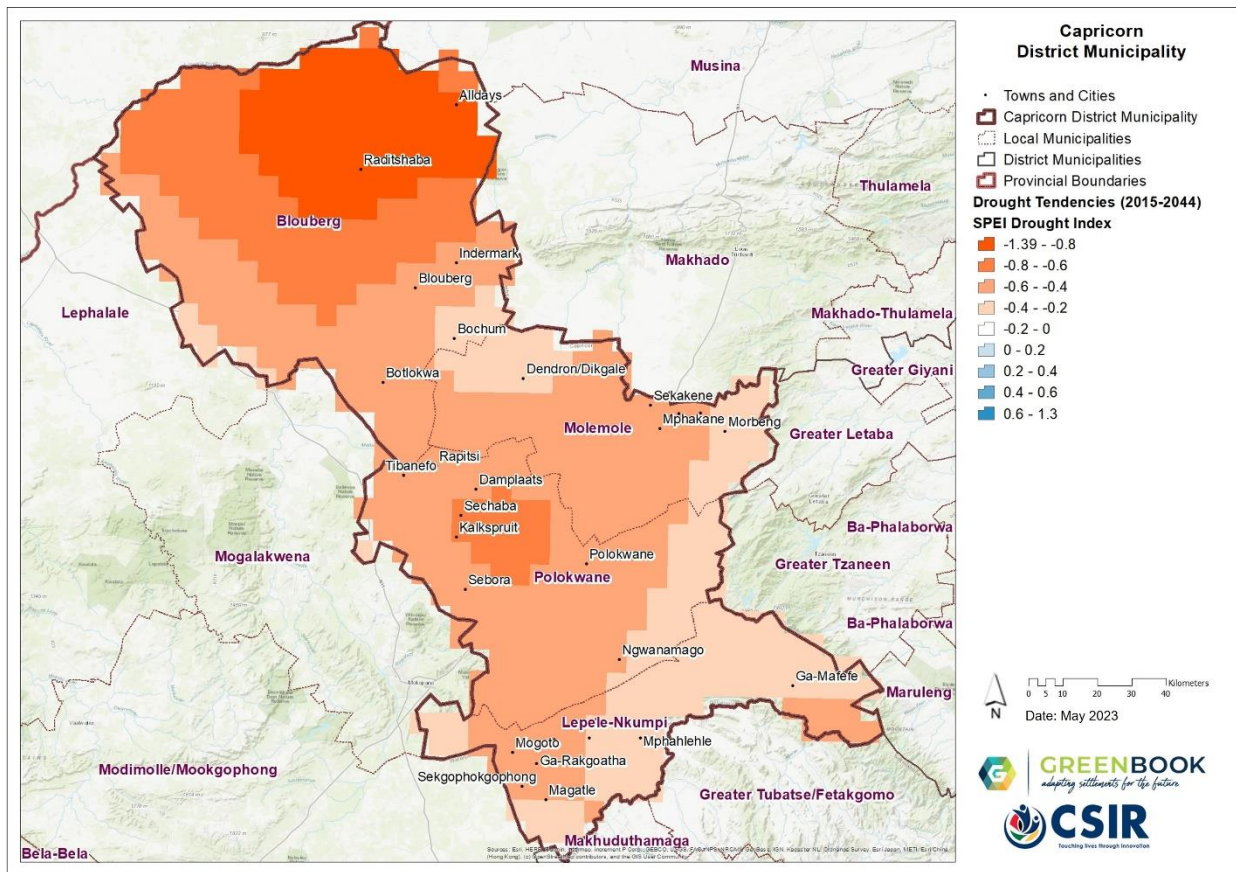 Capricorn
District Municipality
Towns and Cities
Capricorn District Municipality
Local Municipalities
District Municipalities
Provincial Boundaries
Drought Tendencies (2015-2044)
SPEI Drought Index
-1.39 - -0.8
-0.8 - -0.6
-0.6 - -0.4
-0.4 - -0.2
-0.2 - 0
0 - 0.2
0.2 - 0.4
0.4 - 0.6
0.6 - 1.3
Musina
Alldays
Raditshaba
Thulamela
Blouberg
Indermark
Makhado
Blouberg
Lephalale
Makhado-Thulamela
Bochum
Greater Giyani
Dendron/Dikgale
Botlokwa
Sekakene
Molemole
Mphakane
Morbeng
Greater Letaba
Rapitsi
Tibanefo
Damplaats
Sechaba
Kalkspruit
Ba-Phalaborwa
Mogalakwena
Polokwane
Greater Tzaneen
Polokwane
Sebora
Ba-Phalaborwa
Ngwanamago
Ga-Mafefe
Maruleng
Lepele-Nkumpi
Mphahlehle
Mogoto
Ga-Rakgoatha
Modimolle/Mookgophong
Sekgophokgophong
Magatle
Greater Tubatse/Fetakgomo
Makhuduthamaga
Bela-Bela
Kilometers
0 5 10 20 30 40
N
Date: May 2023
GREENBOOK
adapting settlements for the future
CSIR
Touching lives through innovation